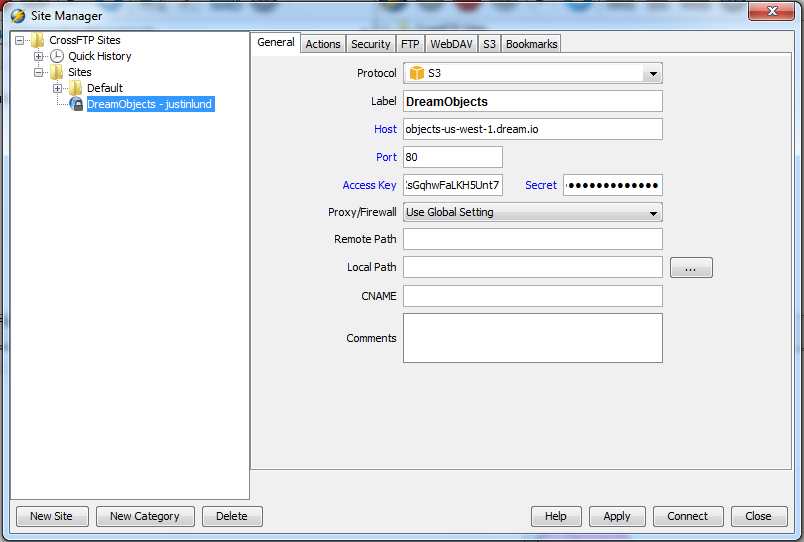 Site Manager
CrossFTP Sites
Quick History
Sites
Default
DreamObjects - justinlund
General Actions Security FTP WebDAV S3 Bookmarks
Protocol S3
Label DreamObjects
Host objects-us-west-1.dream.io
Port 80
Access Key sGqhwFaLKH5Unt7 Secret ●●●●●●●●●●●●●
Proxy/Firewall Use Global Setting
Remote Path
Local Path ...
CNAME
Comments
New Site New Category Delete Help Apply Connect Close